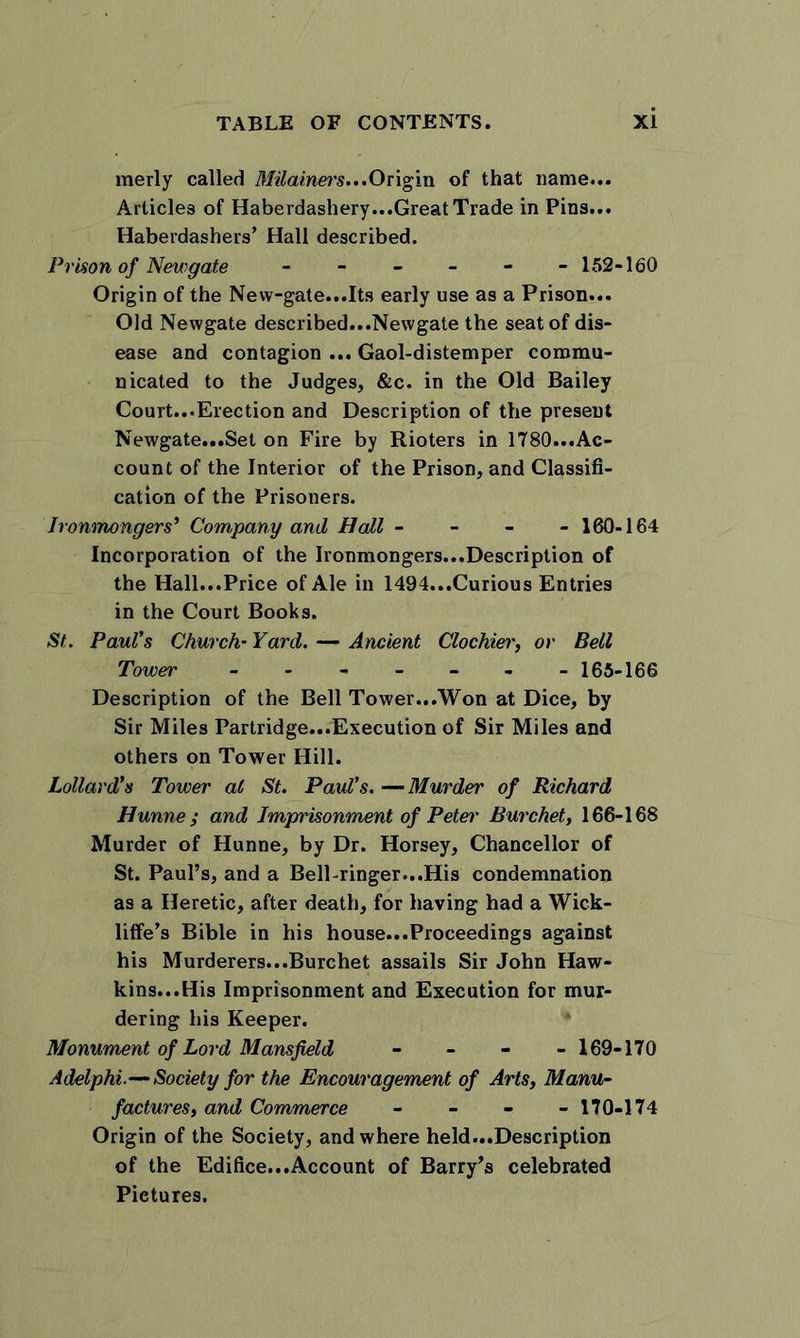 TABLE OF CONTENTS. xi
merly called Milainers...Origin of that name...
Articles of Haberdashery...Great Trade in Pins...
Haberdashers' Hall described.
Prison of Newgate - - - - - - 152-160
Origin of the New-gate...Its early use as a Prison...
Old Newgate described...Newgate the seat of dis-
ease and contagion ... Gaol-distemper commu-
nicated to the Judges, &c. in the Old Bailey
Court...Erection and Description of the present
Newgate...Set on Fire by Rioters in 1780...Ac-
count of the Interior of the Prison, and Classifi-
cation of the Prisoners.
Ironmongers' Company and Hall - - - - 160-164
Incorporation of the Ironmongers...Description of
the Hall...Price of Ale in 1494...Curious Entries
in the Court Books.
St. Paul's Church-Yard. — Ancient Clochier, or Bell
Tower - - - - - - - 165-166
Description of the Bell Tower...Won at Dice, by
Sir Miles Partridge...Execution of Sir Miles and
others on Tower Hill.
Lollard's Tower at St. Paul's. — Murder of Richard
Hunne; and Imprisonment of Peter Burchet, 166-168
Murder of Hunne, by Dr. Horsey, Chancellor of
St. Paul's, and a Bell-ringer...His condemnation
as a Heretic, after death, for having had a Wick-
liffe's Bible in his house...Proceedings against
his Murderers...Burchet assails Sir John Haw-
kins...His Imprisonment and Execution for mur-
dering his Keeper.
Monument of Lord Mansfield - - - - 169-170
Adelphi.—Society for the Encouragement of Arts, Manu-
factures, and Commerce - - - - 170-174
Origin of the Society, and where held...Description
of the Edifice...Account of Barry's celebrated
Pictures.